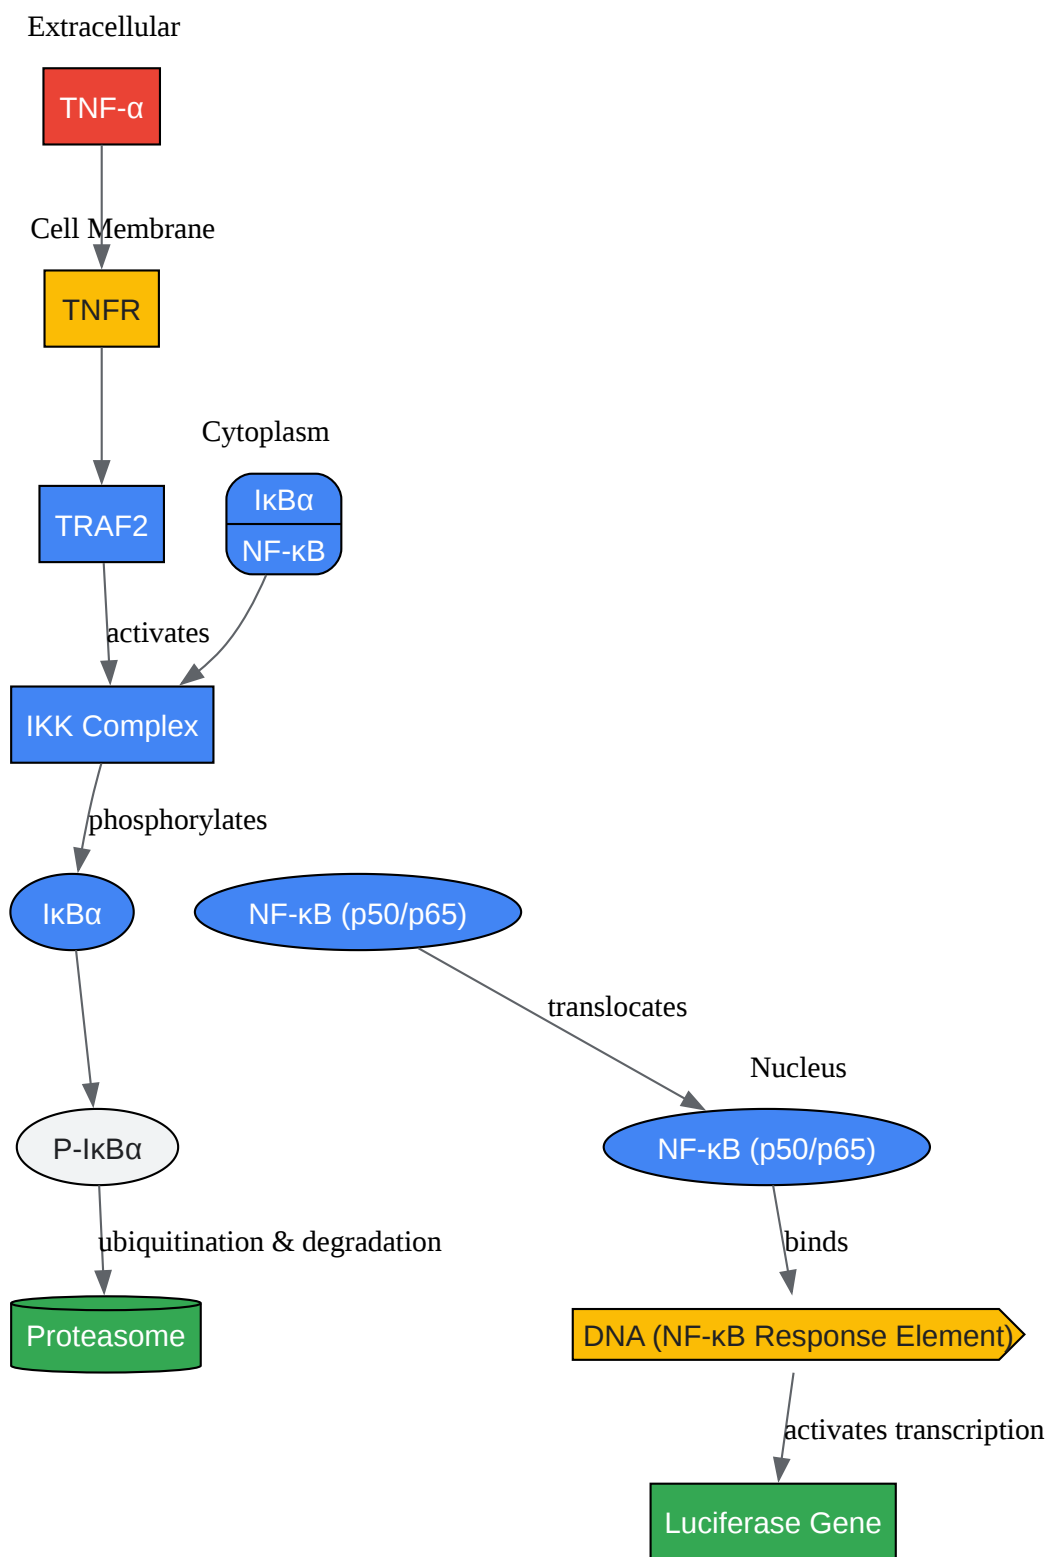 Extracellular
TNF-α
Cell Membrane
TNFR
Cytoplasm
IκBα
NF-κB
TRAF2
activates
IKK Complex
phosphorylates
IκBα
NF-κB (p50/p65)
translocates
Nucleus
P-IκBα
NF-κB (p50/p65)
ubiquitination & degradation
binds
Proteasome
DNA (NF-κB Response Element)
activates transcription
Luciferase Gene